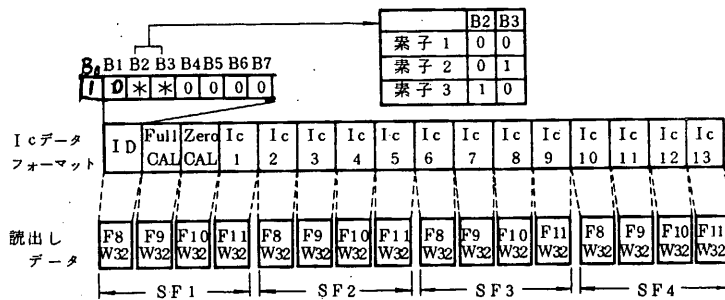 B2 B3
素子 1 0 0
素子 2 0 1
素子 3 1 0
B0 B1 B2 B3 B4 B5 B6 B7
1 0 * * 0 0 0 0
Icデータ
フォーマット
ID
Full CAL
Zero CAL
Ic 1
Ic 2
Ic 3
Ic 4
Ic 5
Ic 6
Ic 7
Ic 8
Ic 9
Ic 10
Ic 11
Ic 12
Ic 13
読出し
データ
F8 F9 F10 F11 F8 F9 F10 F11 F8 F9 F10 F11 F8 F9 F10 F11
W32 W32 W32 W32 W32 W32 W32 W32 W32 W32 W32 W32 W32 W32 W32 W32
SF1 SF2 SF3 SF4